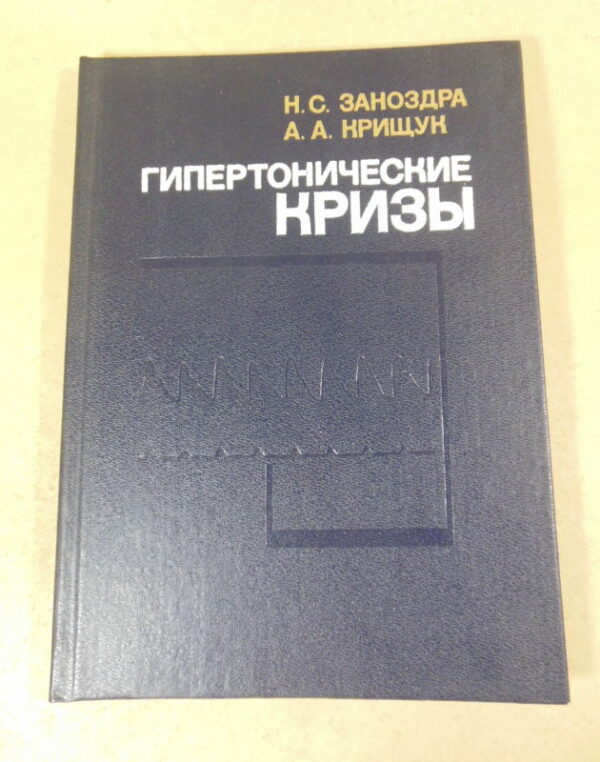 Н. С. ЗАНОЗДРА
А. А. КРИЩУК
ГИПЕРТОНИЧЕСКИЕ
КРИЗЫ